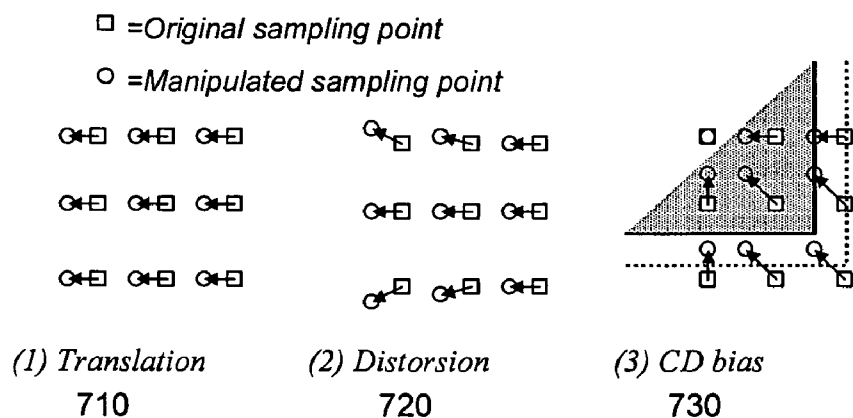 =Original sampling point
=Manipulated sampling point
(1) Translation
(2) Distorsion
(3) CD bias
710
720
730